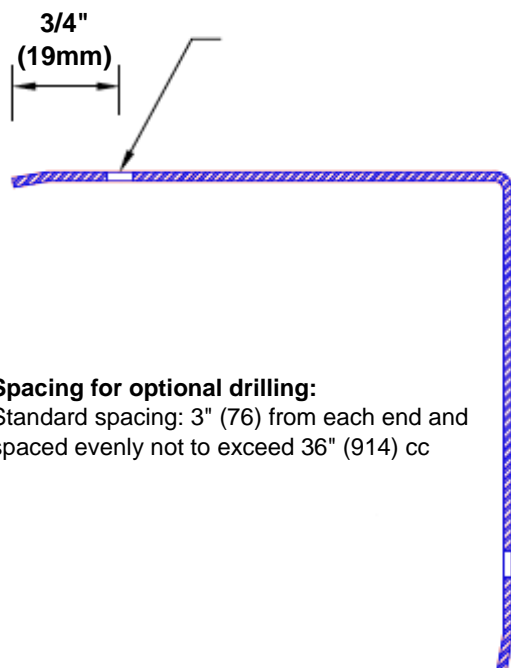 3/4"
(19mm)
Spacing for optional drilling:
Standard spacing: 3" (76) from each end and
spaced evenly not to exceed 36" (914) cc